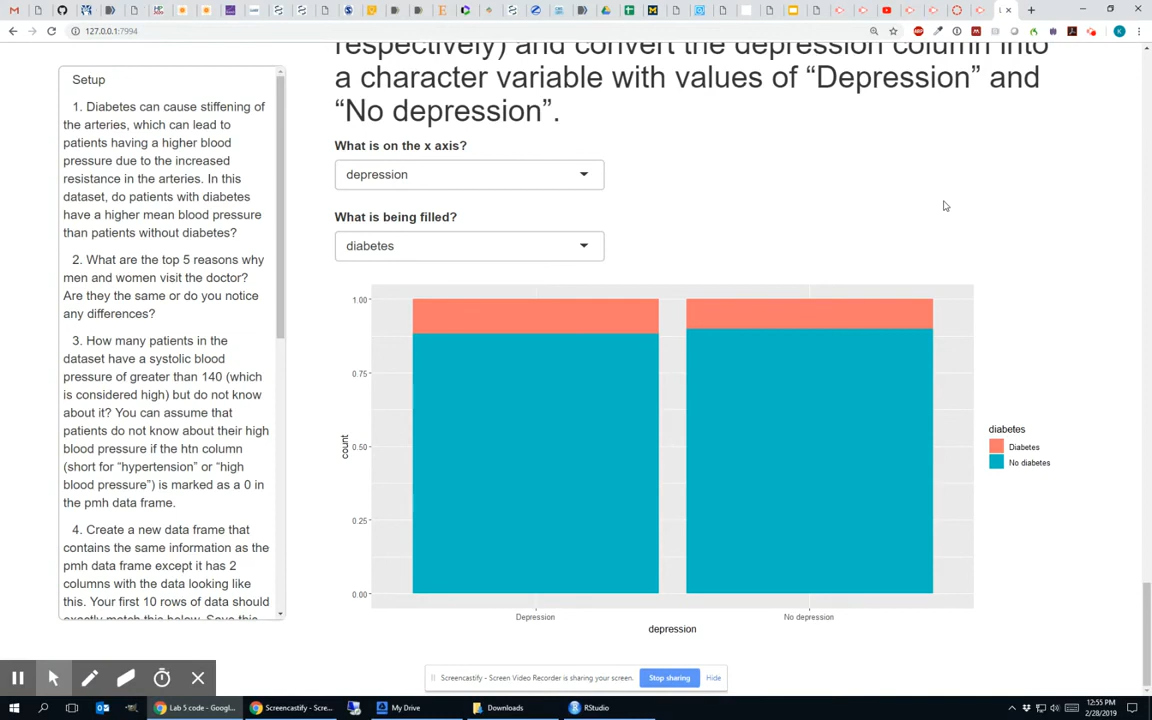 127.0.0.1:7994
Setup
1. Diabetes can cause stiffening of
the arteries, which can lead to
patients having a higher blood
pressure due to the increased
resistance in the arteries. In this
dataset, do patients with diabetes
have a higher mean blood pressure
than patients without diabetes?
2. What are the top 5 reasons why
men and women visit the doctor?
Are they the same or do you notice
any differences?
3. How many patients in the
dataset have a systolic blood
pressure of greater than 140 (which
is considered high) but do not know
about it? You can assume that
patients do not know about their high
blood pressure if the htn column
(short for “hypertension” or “high
blood pressure”) is marked as a 0 in
the pmh data frame.
4. Create a new data frame that
contains the same information as the
pmh data frame except it has 2
columns with the data looking like
this. Your first 10 rows of data should
exactly match this below. Save this
respectively) and convert the depression column into
a character variable with values of “Depression” and
“No depression”.
What is on the x axis?
depression
What is being filled?
diabetes
1.00
0.75
0.50
0.25
0.00
count
Depression
No depression
depression
diabetes
Diabetes
No diabetes
Screencastify - Screen Video Recorder is sharing your screen.
Stop sharing
Hide
Lab 5 code - Googl...
Screencastify - Scre...
My Drive
Downloads
RStudio
12:55 PM
2/28/2019